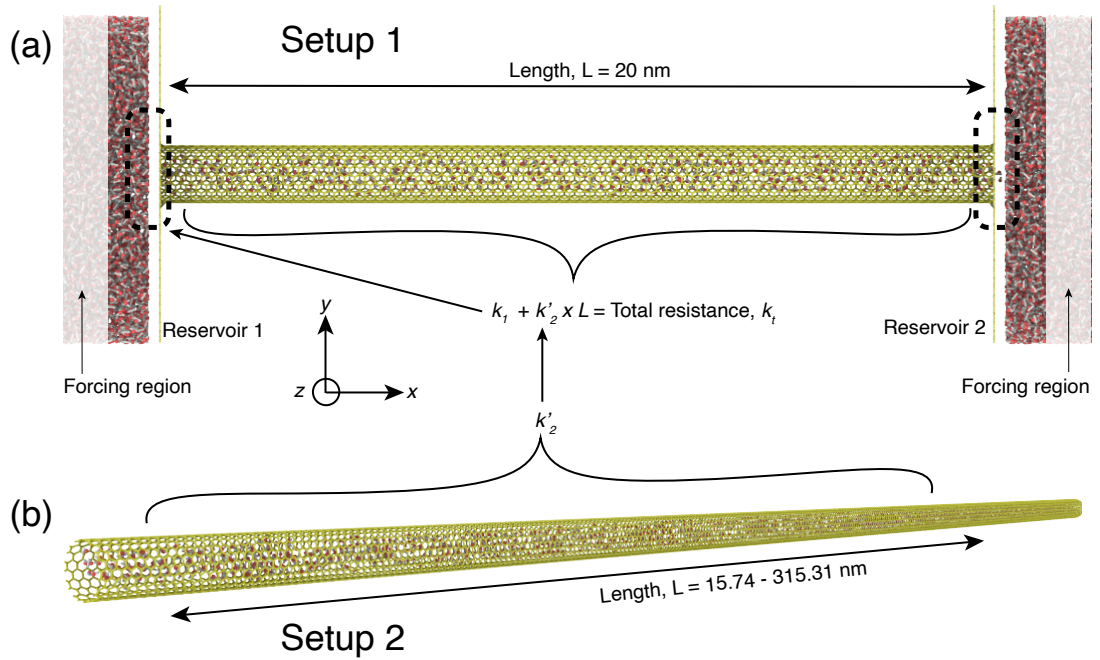 (a)
Setup 1
Length, L = 20 nm
k₁ + k'₂ x L = Total resistance, kₜ
Reservoir 1
Reservoir 2
Forcing region
Forcing region
y
z
x
k'₂
(b)
Length, L = 15.74 - 315.31 nm
Setup 2